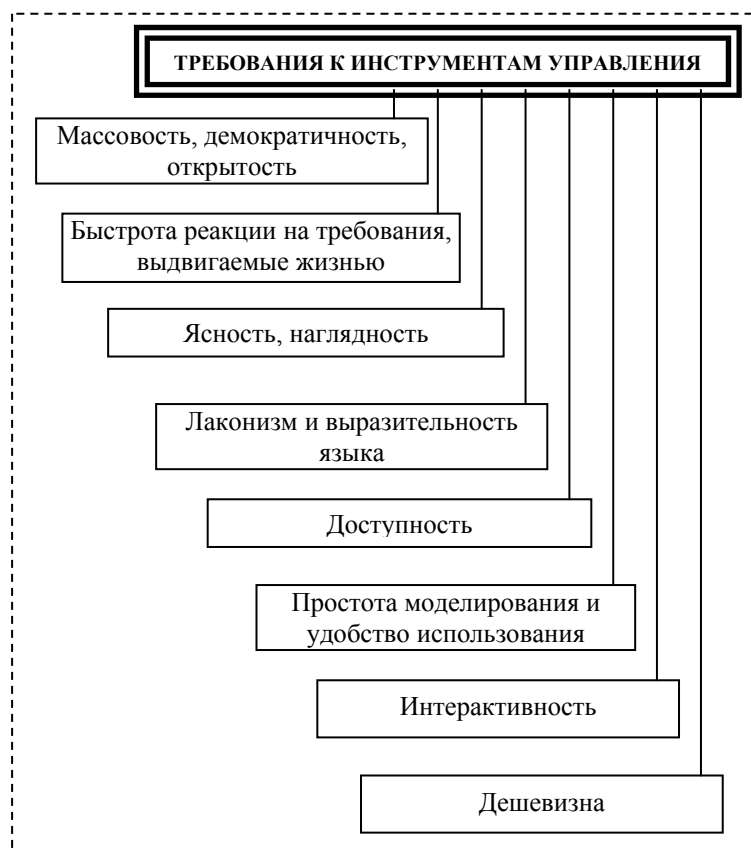 ТРЕБОВАНИЯ К ИНСТРУМЕНТАМ УПРАВЛЕНИЯ
Массовость, демократичность,
открытость
Быстрота реакции на требования,
выдвигаемые жизнью
Ясность, наглядность
Лаконизм и выразительность
языка
Доступность
Простота моделирования и
удобство использования
Интерактивность
Дешевизна